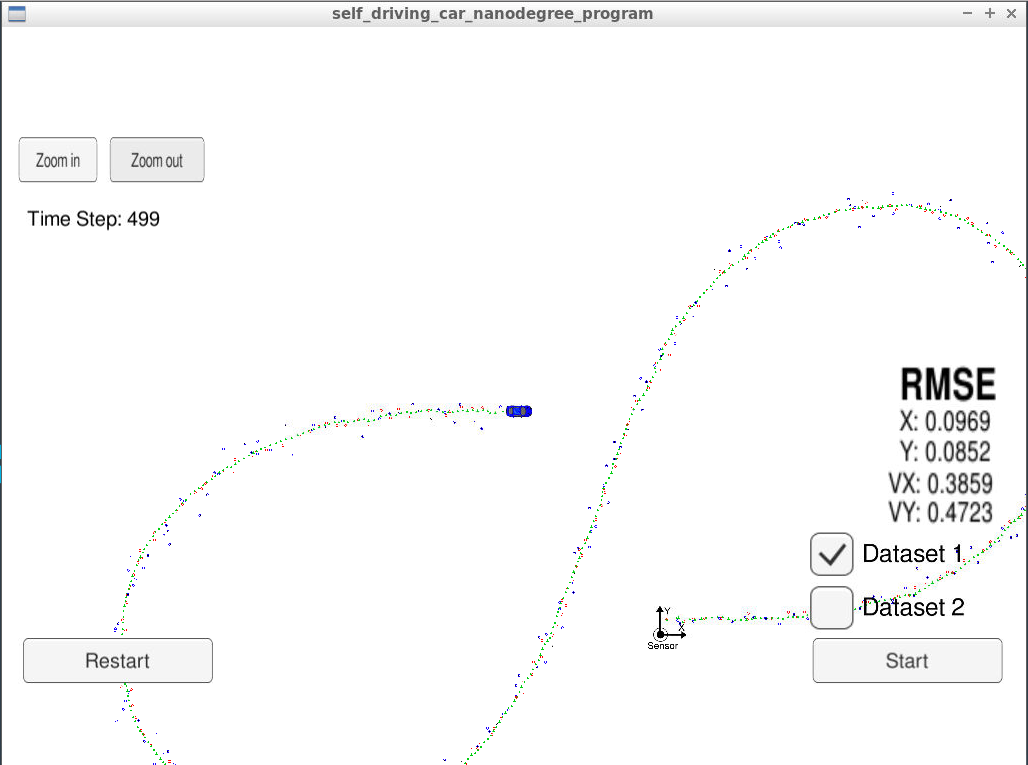 self_driving_car_nanodegree_program
Zoom in
Zoom out
Time Step: 499
RMSE
X: 0.0969
Y: 0.0852
VX: 0.3859
VY: 0.4723
Dataset 1
Dataset 2
Y
X
Sensor
Restart
Start